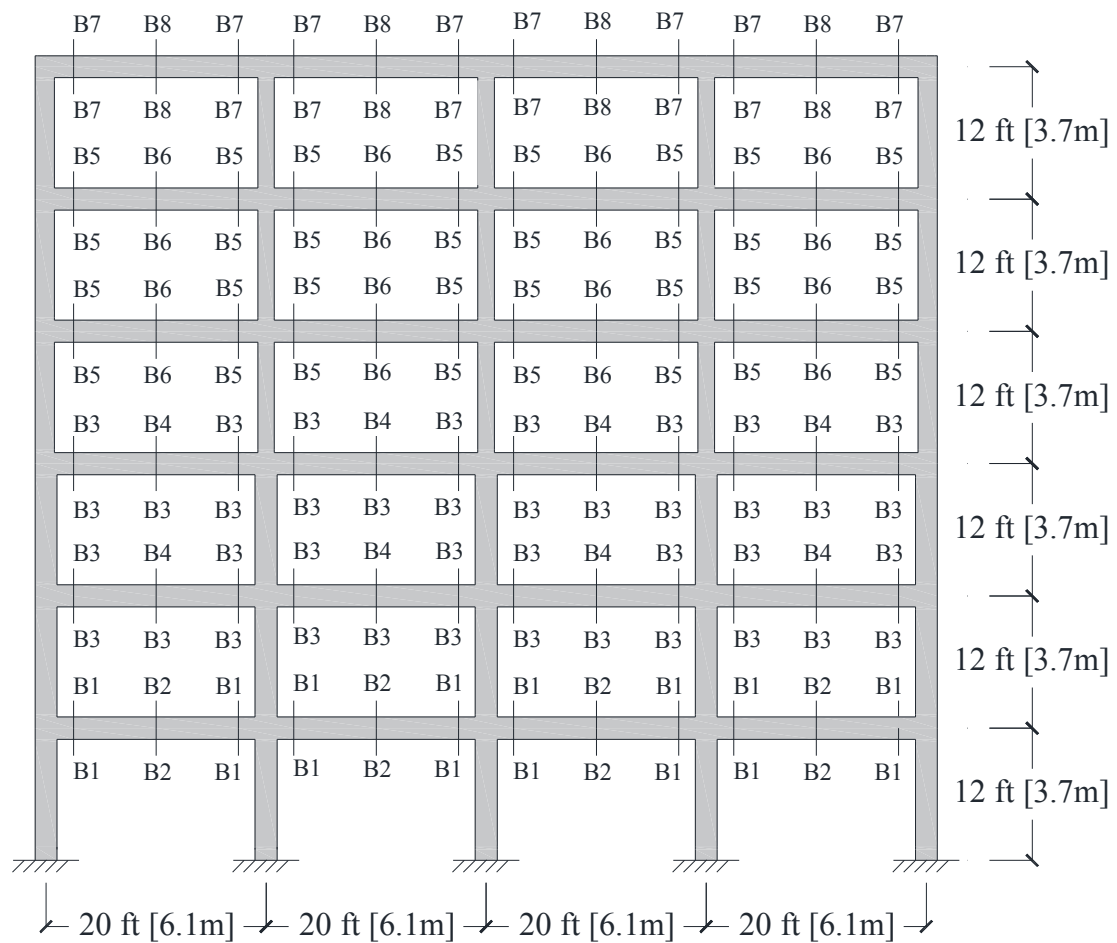 B7 B8 B7 B7 B8 B7 B7 B8 B7 B7 B8 B7
B7 B8 B7 B7 B8 B7 B7 B8 B7 B7 B8 B7
12 ft [3.7m]
B5 B6 B5 B5 B6 B5 B5 B6 B5 B5 B6 B5
B5 B6 B5 B5 B6 B5 B5 B6 B5 B5 B6 B5
12 ft [3.7m]
B5 B6 B5 B5 B6 B5 B5 B6 B5 B5 B6 B5
B5 B6 B5 B5 B6 B5 B5 B6 B5 B5 B6 B5
12 ft [3.7m]
B3 B4 B3 B3 B4 B3 B3 B4 B3 B3 B4 B3
B3 B3 B3 B3 B3 B3 B3 B3 B3 B3 B3 B3
12 ft [3.7m]
B3 B4 B3 B3 B4 B3 B3 B4 B3 B3 B4 B3
B3 B3 B3 B3 B3 B3 B3 B3 B3 B3 B3 B3
12 ft [3.7m]
B1 B2 B1 B1 B2 B1 B1 B2 B1 B1 B2 B1
B1 B2 B1 B1 B2 B1 B1 B2 B1 B1 B2 B1
12 ft [3.7m]
20 ft [6.1m] 20 ft [6.1m] 20 ft [6.1m] 20 ft [6.1m]